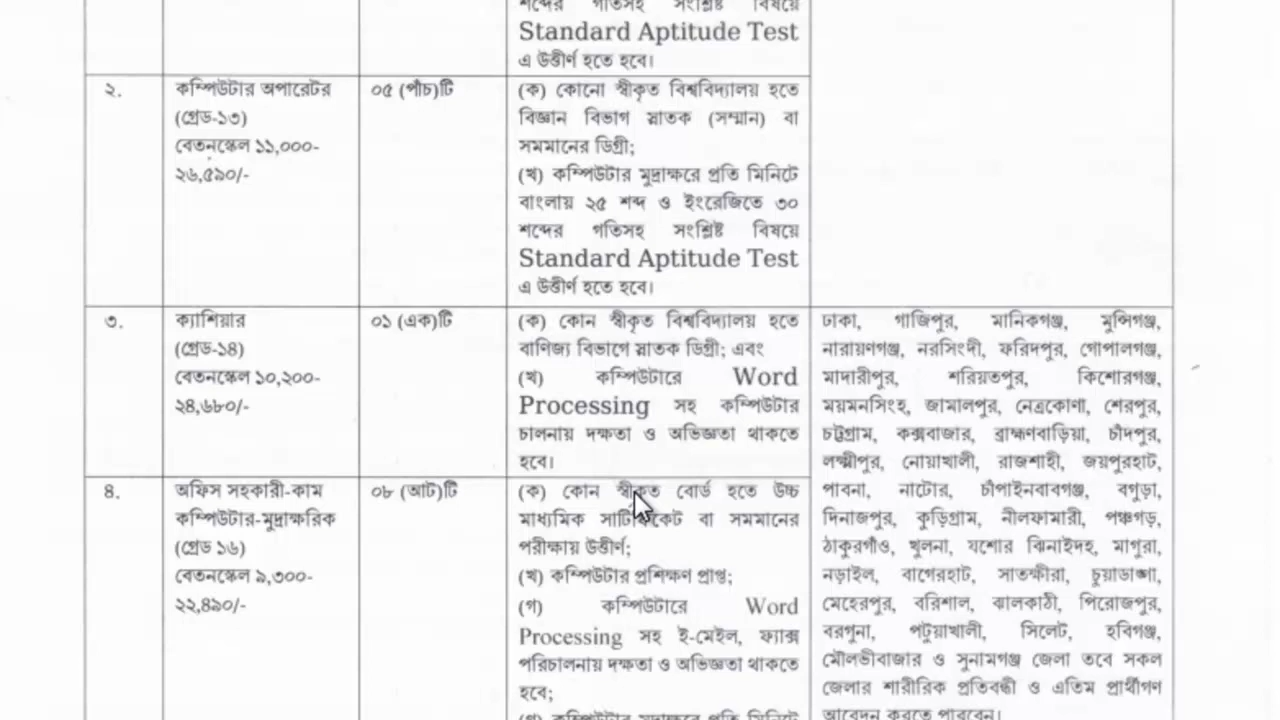 শব্দের গতিসহ সংশ্লিষ্ট বিষয়ে
Standard Aptitude Test
এ উত্তীর্ণ হতে হবে।
২.
কম্পিউটার অপারেটর
(গ্রেড-১৩)
বেতনস্কেল ১১,০০০-
২৬,৫৯০/-
০৫ (পাঁচ)টি
(ক) কোনো স্বীকৃত বিশ্ববিদ্যালয় হতে
বিজ্ঞান বিভাগ স্নাতক (সম্মান) বা
সমমানের ডিগ্রী;
(খ) কম্পিউটার মুদ্রাক্ষরে প্রতি মিনিটে
বাংলায় ২৫ শব্দ ও ইংরেজিতে ৩০
শব্দের গতিসহ সংশ্লিষ্ট বিষয়ে
Standard Aptitude Test
এ উত্তীর্ণ হতে হবে।
৩.
ক্যাশিয়ার
(গ্রেড-১৪)
বেতনস্কেল ১০,২০০-
২৪,৬৮০/-
০১ (এক)টি
(ক) কোন স্বীকৃত বিশ্ববিদ্যালয় হতে
বাণিজ্য বিভাগে স্নাতক ডিগ্রী; এবং
(খ) কম্পিউটারে Word
Processing সহ কম্পিউটার
চালনায় দক্ষতা ও অভিজ্ঞতা থাকতে
হবে।
৪.
অফিস সহকারী-কাম
কম্পিউটার-মুদ্রাক্ষরিক
(গ্রেড ১৬)
বেতনস্কেল ৯,৩০০-
২২,৪৯০/-
০৮ (আট)টি
(ক) কোন স্বীকৃত বোর্ড হতে উচ্চ
মাধ্যমিক সার্টিফিকেট বা সমমানের
পরীক্ষায় উত্তীর্ণ;
(খ) কম্পিউটার প্রশিক্ষণ প্রাপ্ত;
(গ) কম্পিউটারে Word
Processing সহ ই-মেইল, ফ্যাক্স
পরিচালনায় দক্ষতা ও অভিজ্ঞতা থাকতে
হবে;
কম্পিউটার মুদ্রাক্ষরে প্রতি মিনিটে
ঢাকা, গাজিপুর, মানিকগঞ্জ, মুন্সিগঞ্জ,
নারায়ণগঞ্জ, নরসিংদী, ফরিদপুর, গোপালগঞ্জ,
মাদারীপুর, শরিয়তপুর, কিশোরগঞ্জ,
ময়মনসিংহ, জামালপুর, নেত্রকোণা, শেরপুর,
চট্টগ্রাম, কক্সবাজার, ব্রাহ্মণবাড়িয়া, চাঁদপুর,
লক্ষ্মীপুর, নোয়াখালী, রাজশাহী, জয়পুরহাট,
পাবনা, নাটোর, চাঁপাইনবাবগঞ্জ, বগুড়া,
দিনাজপুর, কুড়িগ্রাম, নীলফামারী, পঞ্চগড়,
ঠাকুরগাঁও, খুলনা, যশোর ঝিনাইদহ, মাগুরা,
নড়াইল, বাগেরহাট, সাতক্ষীরা, চুয়াডাঙ্গা,
মেহেরপুর, বরিশাল, ঝালকাঠী, পিরোজপুর,
বরগুনা, পটুয়াখালী, সিলেট, হবিগঞ্জ,
মৌলভীবাজার ও সুনামগঞ্জ জেলা তবে সকল
জেলার শারীরিক প্রতিবন্ধী ও এতিম প্রার্থীগণ
আবেদন করতে পারবেন।